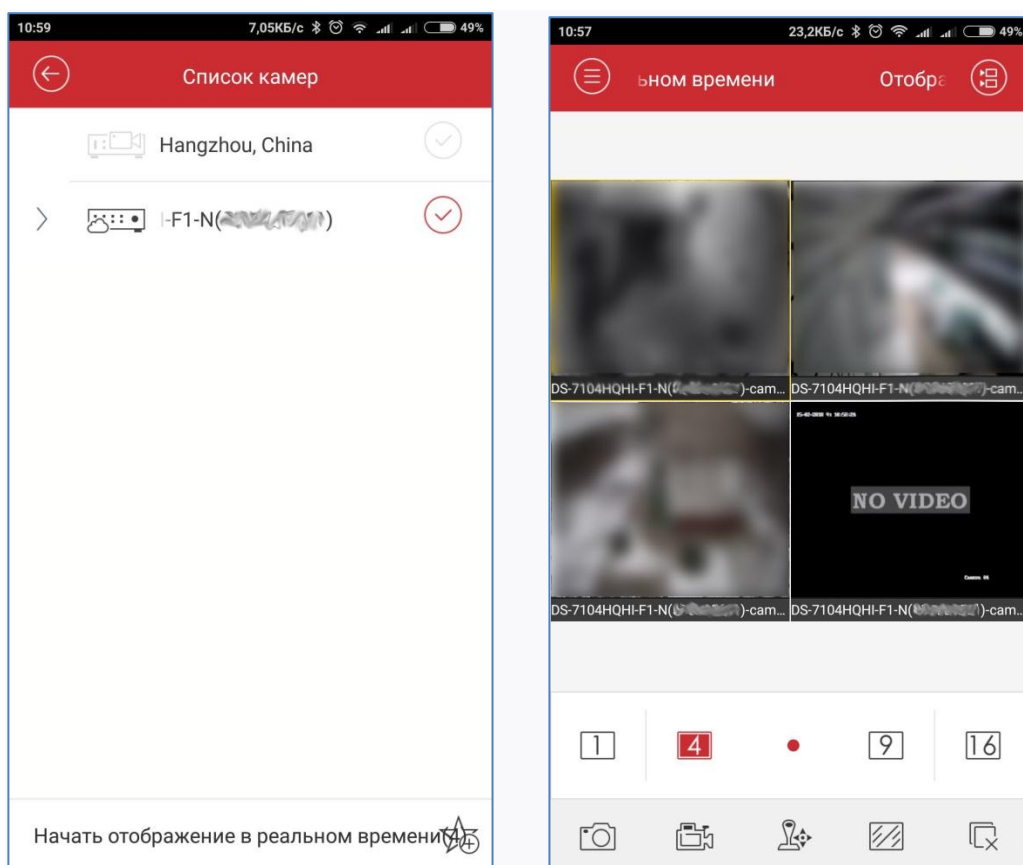 10:59 7,05КБ/с 49%
Список камер
Hangzhou, China
-F1-N( )
Начать отображение в реальном времени(4)
10:57 23,2КБ/с 49%
ьном времени Отобра
DS-7104HQHI-F1-N( )-cam...
DS-7104HQHI-F1-N( )-cam...
NO VIDEO
DS-7104HQHI-F1-N( )-cam...
DS-7104HQHI-F1-N( )-cam...
1 4 9 16